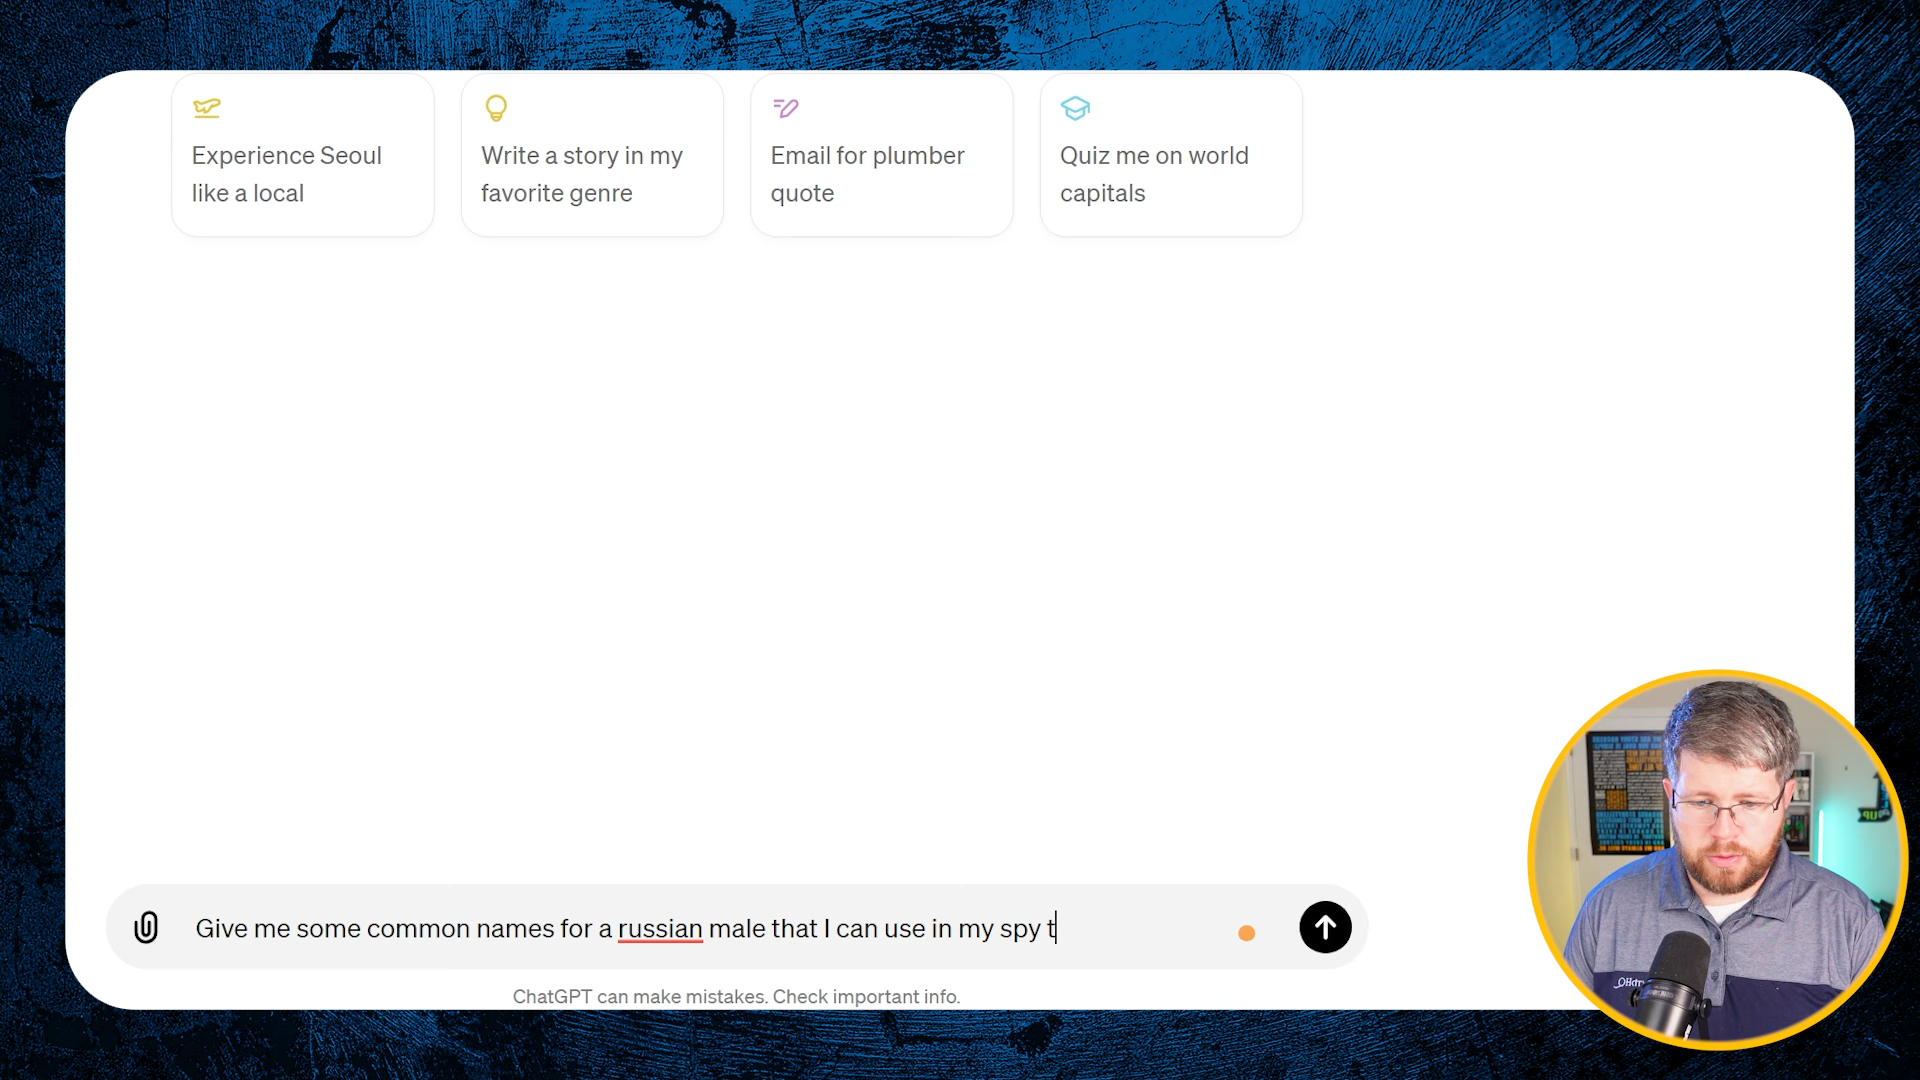 Experience Seoul
like a local
Write a story in my
favorite genre
Email for plumber
quote
Quiz me on world
capitals
Give me some common names for a russian male that I can use in my spy t
ChatGPT can make mistakes. Check important info.